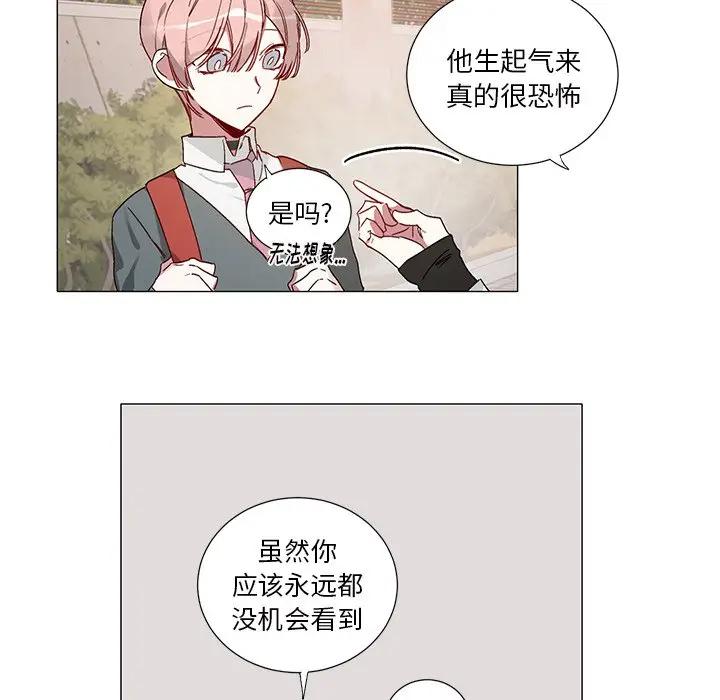 他生起气来
真的很恐怖
是吗?
无法想象...
虽然你
应该永远都
没机会看到